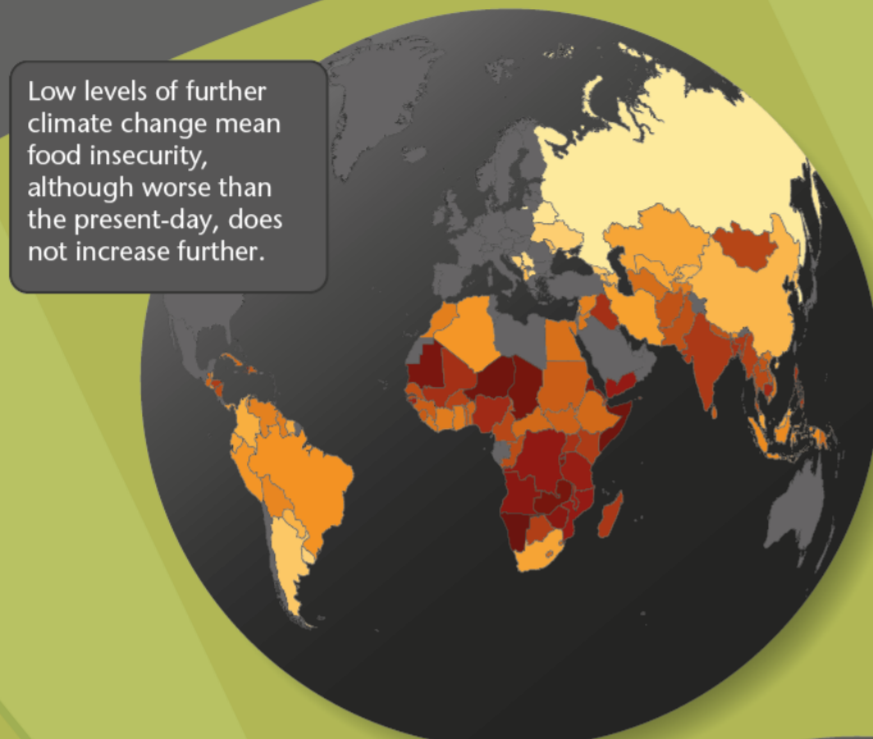 Low levels of further
climate change mean
food insecurity,
although worse than
the present-day, does
not increase further.